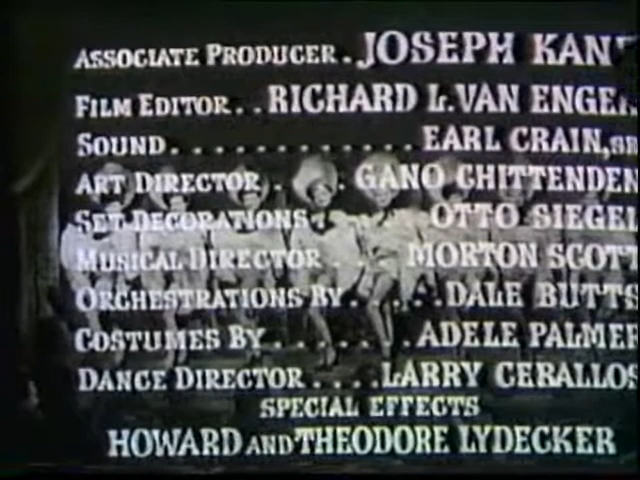 ASSOCIATE PRODUCER . JOSEPH KANE
FILM EDITOR . . RICHARD L. VAN ENGER
SOUND . . . . . . . . . . . . EARL CRAIN, SR
ART DIRECTOR . . . GANO CHITTENDEN
SET DECORATIONS . . . . . OTTO SIEGEL
MUSICAL DIRECTOR . . . MORTON SCOTT
ORCHESTRATIONS BY . . . . . DALE BUTTS
COSTUMES BY . . . . . . . ADELE PALMER
DANCE DIRECTOR . . . . LARRY CEBALLOS
SPECIAL EFFECTS
HOWARD AND THEODORE LYDECKER